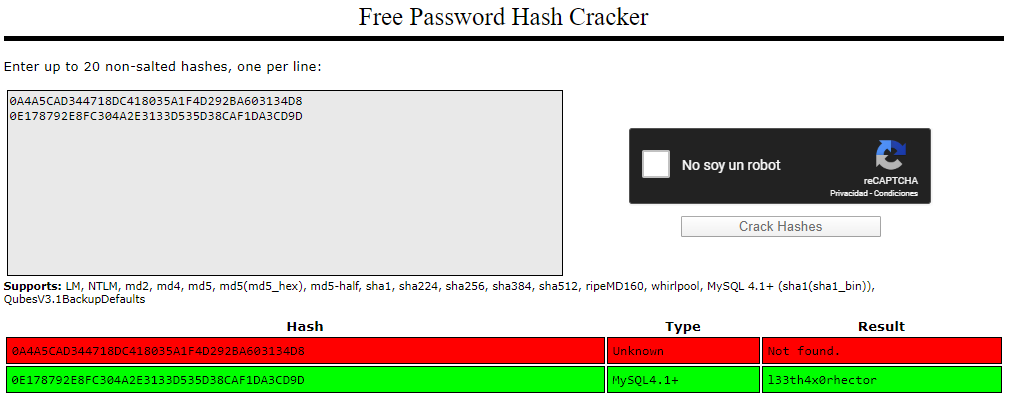 Free Password Hash Cracker
Enter up to 20 non-salted hashes, one per line:
0A4A5CAD344718DC418035A1F4D292BA603134D8
0E178792E8FC304A2E3133D535D38CAF1DA3CD9D
No soy un robot
reCAPTCHA
Privacidad - Condiciones
Crack Hashes
Supports: LM, NTLM, md2, md4, md5, md5(md5_hex), md5-half, sha1, sha224, sha256, sha384, sha512, ripeMD160, whirlpool, MySQL 4.1+ (sha1(sha1_bin)),
QubesV3.1BackupDefaults
Hash Type Result
0A4A5CAD344718DC418035A1F4D292BA603134D8 Unknown Not found.
0E178792E8FC304A2E3133D535D38CAF1DA3CD9D MySQL4.1+ l33th4x0rhector